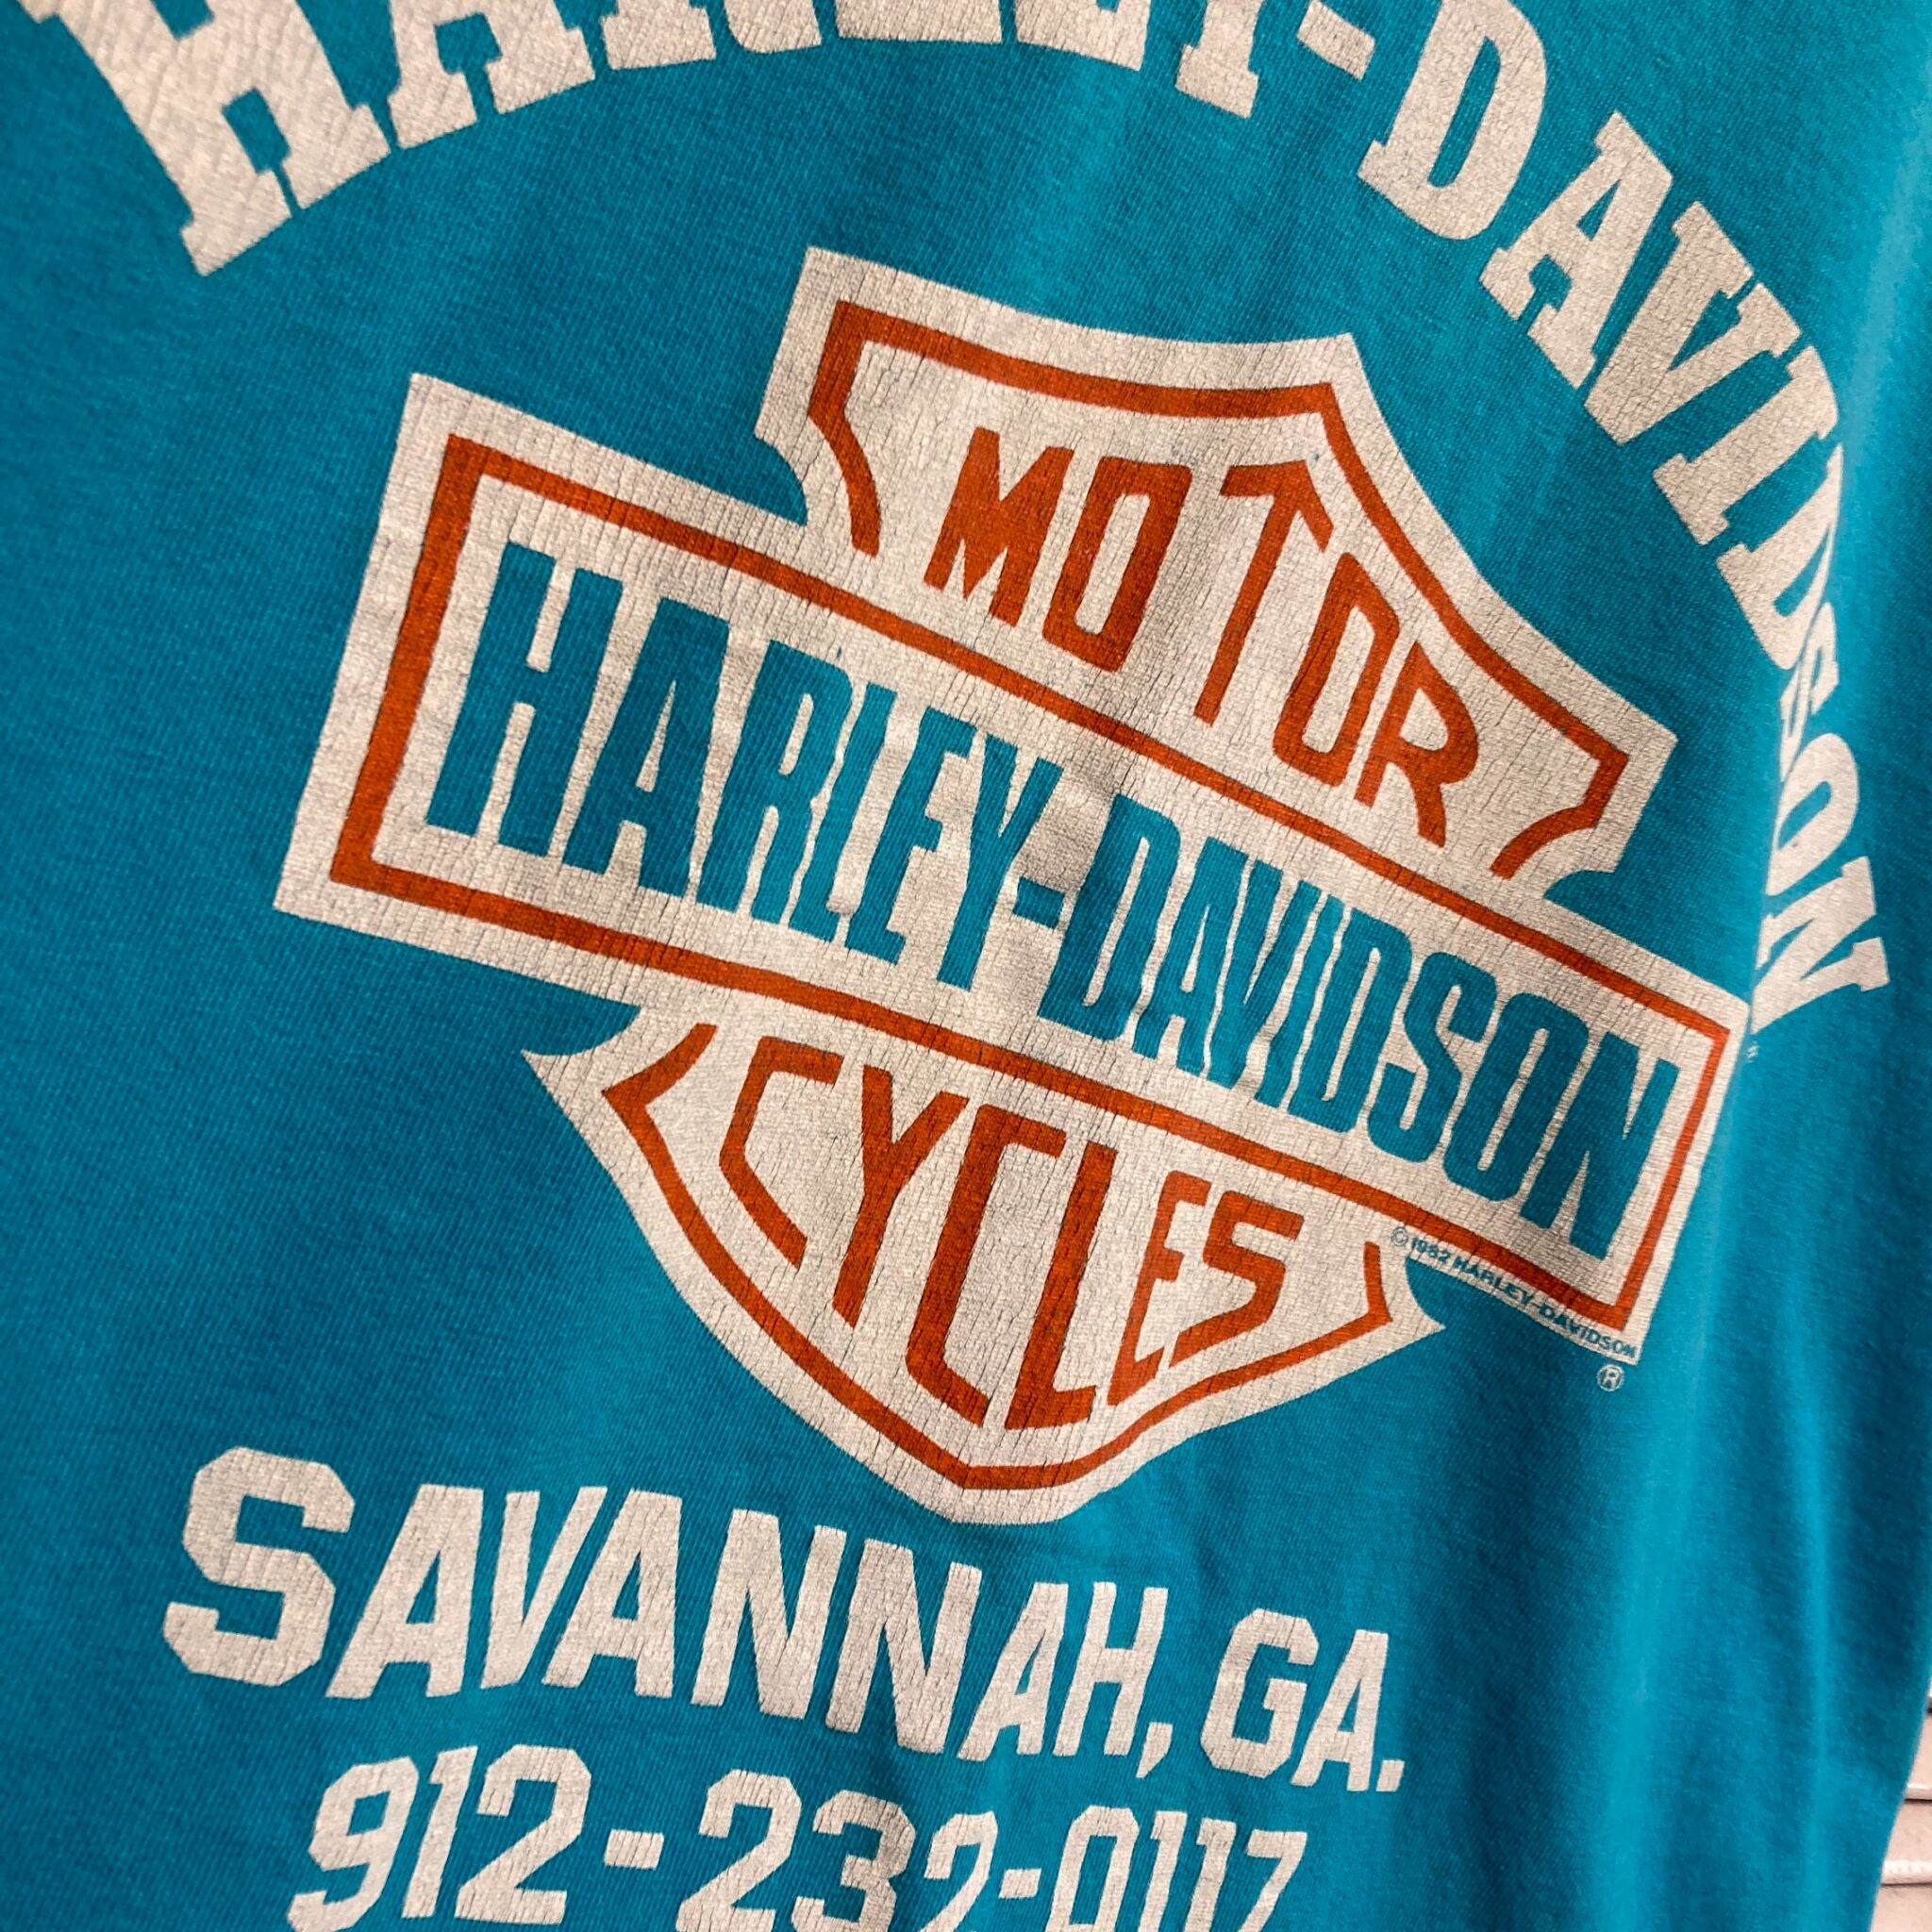 HARLEY-DAVIDSON
MOTOR
HARLEY-DAVIDSON
CYCLES
©1982 HARLEY-DAVIDSON
®
SAVANNAH, GA.
912-232-0117